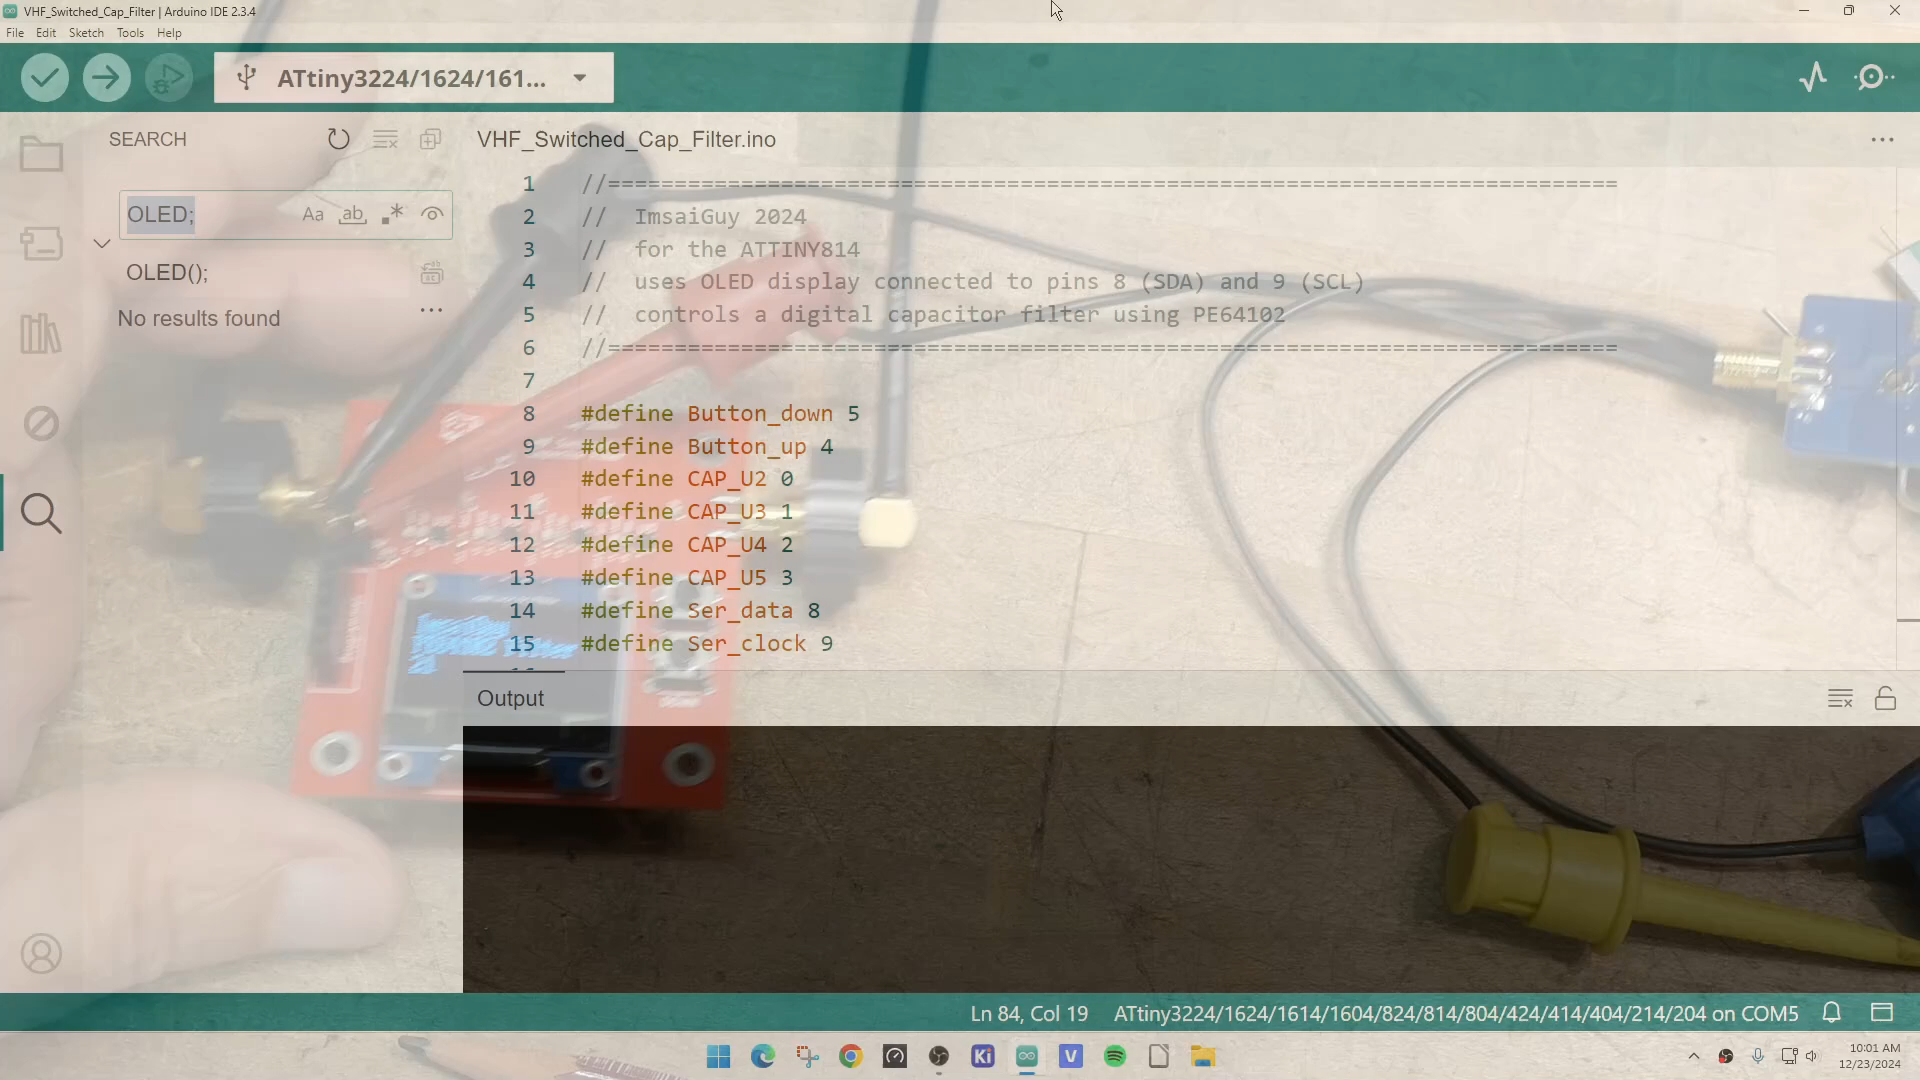 VHF_Switched_Cap_Filter | Arduino IDE 2.3.4
File Edit Sketch Tools Help
ATtiny3224/1624/161...
SEARCH
VHF_Switched_Cap_Filter.ino
OLED;
Aa ab
OLED();
No results found
1 //============================================================================
2 // ImsaiGuy 2024
3 // for the ATTINY814
4 // uses OLED display connected to pins 8 (SDA) and 9 (SCL)
5 // controls a digital capacitor filter using PE64102
6 //============================================================================
7
8 #define Button_down 5
9 #define Button_up 4
10 #define CAP_U2 0
11 #define CAP_U3 1
12 #define CAP_U4 2
13 #define CAP_U5 3
14 #define Ser_data 8
15 #define Ser_clock 9
Output
Ln 84, Col 19 ATtiny3224/1624/1614/1604/824/814/804/424/414/404/214/204 on COM5
Ki
V
10:01 AM
12/23/2024